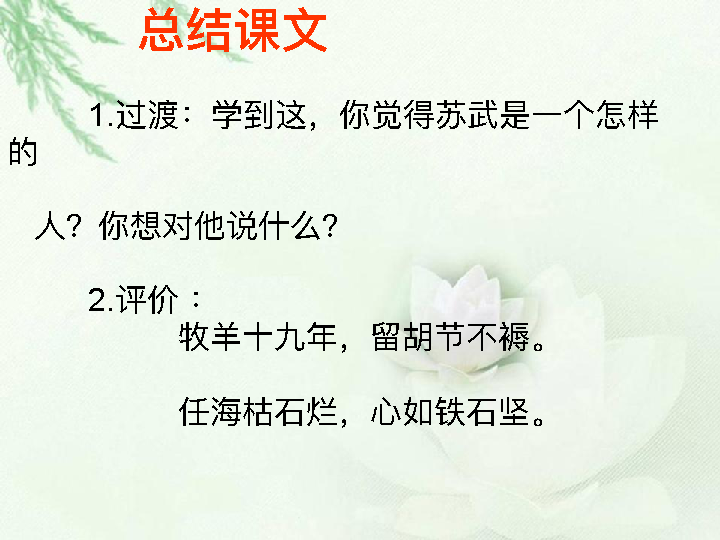 总结课文
1.过渡：学到这，你觉得苏武是一个怎样
的
人？你想对他说什么？
2.评价：
牧羊十九年，留胡节不褥。
任海枯石烂，心如铁石坚。